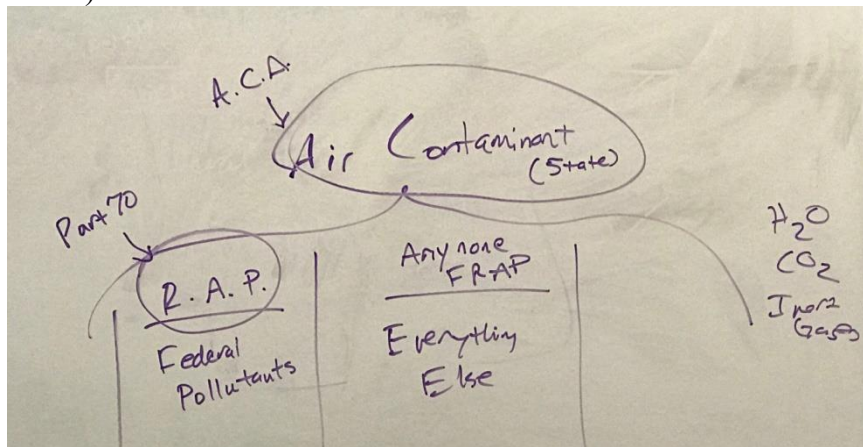 A.C.A.
Air Contaminant
(State)
Part 70
R. A. P.
Federal
Pollutants
Any none
FRAP
Everything
Else
H₂O
CO₂
Inert
Gases